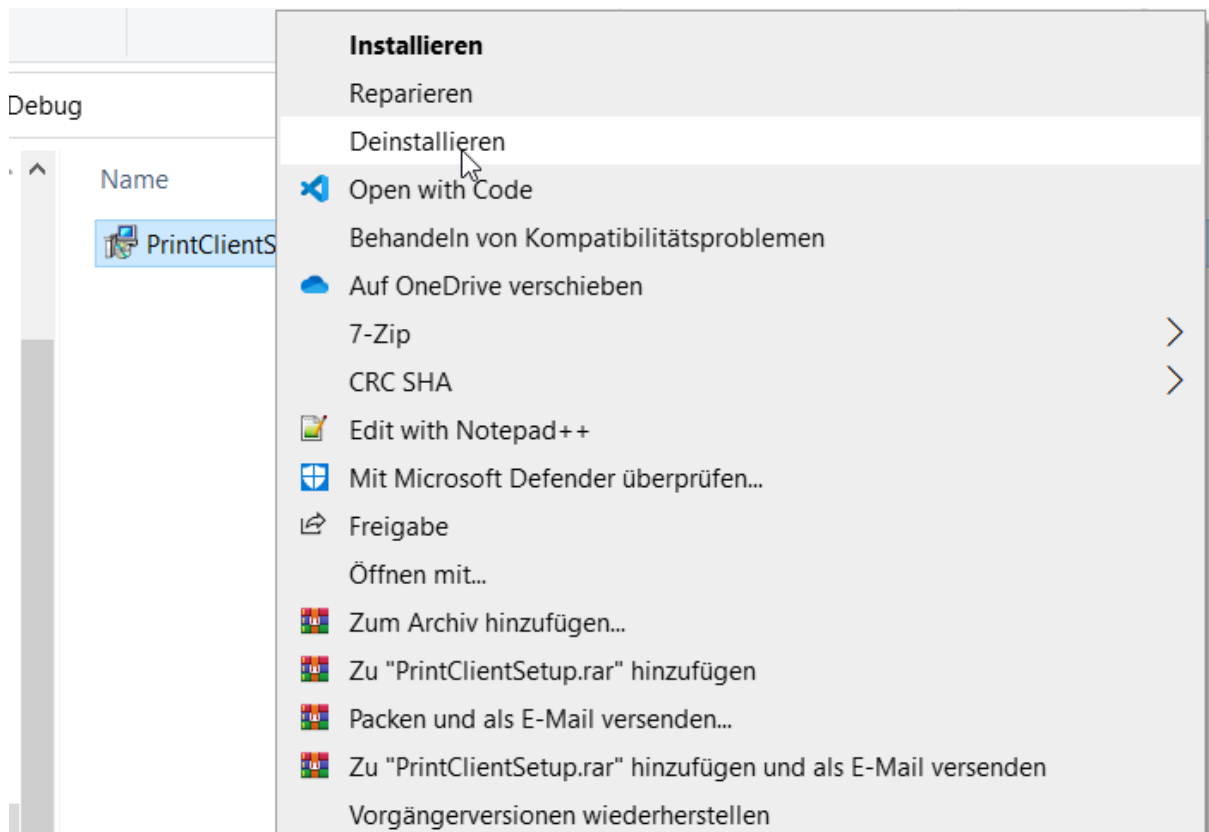 Installieren
Reparieren
Debug
Deinstallieren
Name
Open with Code
PrintClientS
Behandeln von Kompatibilitätsproblemen
Auf OneDrive verschieben
7-Zip
CRC SHA
Edit with Notepad++
Mit Microsoft Defender überprüfen...
Freigabe
Öffnen mit...
Zum Archiv hinzufügen...
Zu "PrintClientSetup.rar" hinzufügen
Packen und als E-Mail versenden...
Zu "PrintClientSetup.rar" hinzufügen und als E-Mail versenden
Vorgängerversionen wiederherstellen